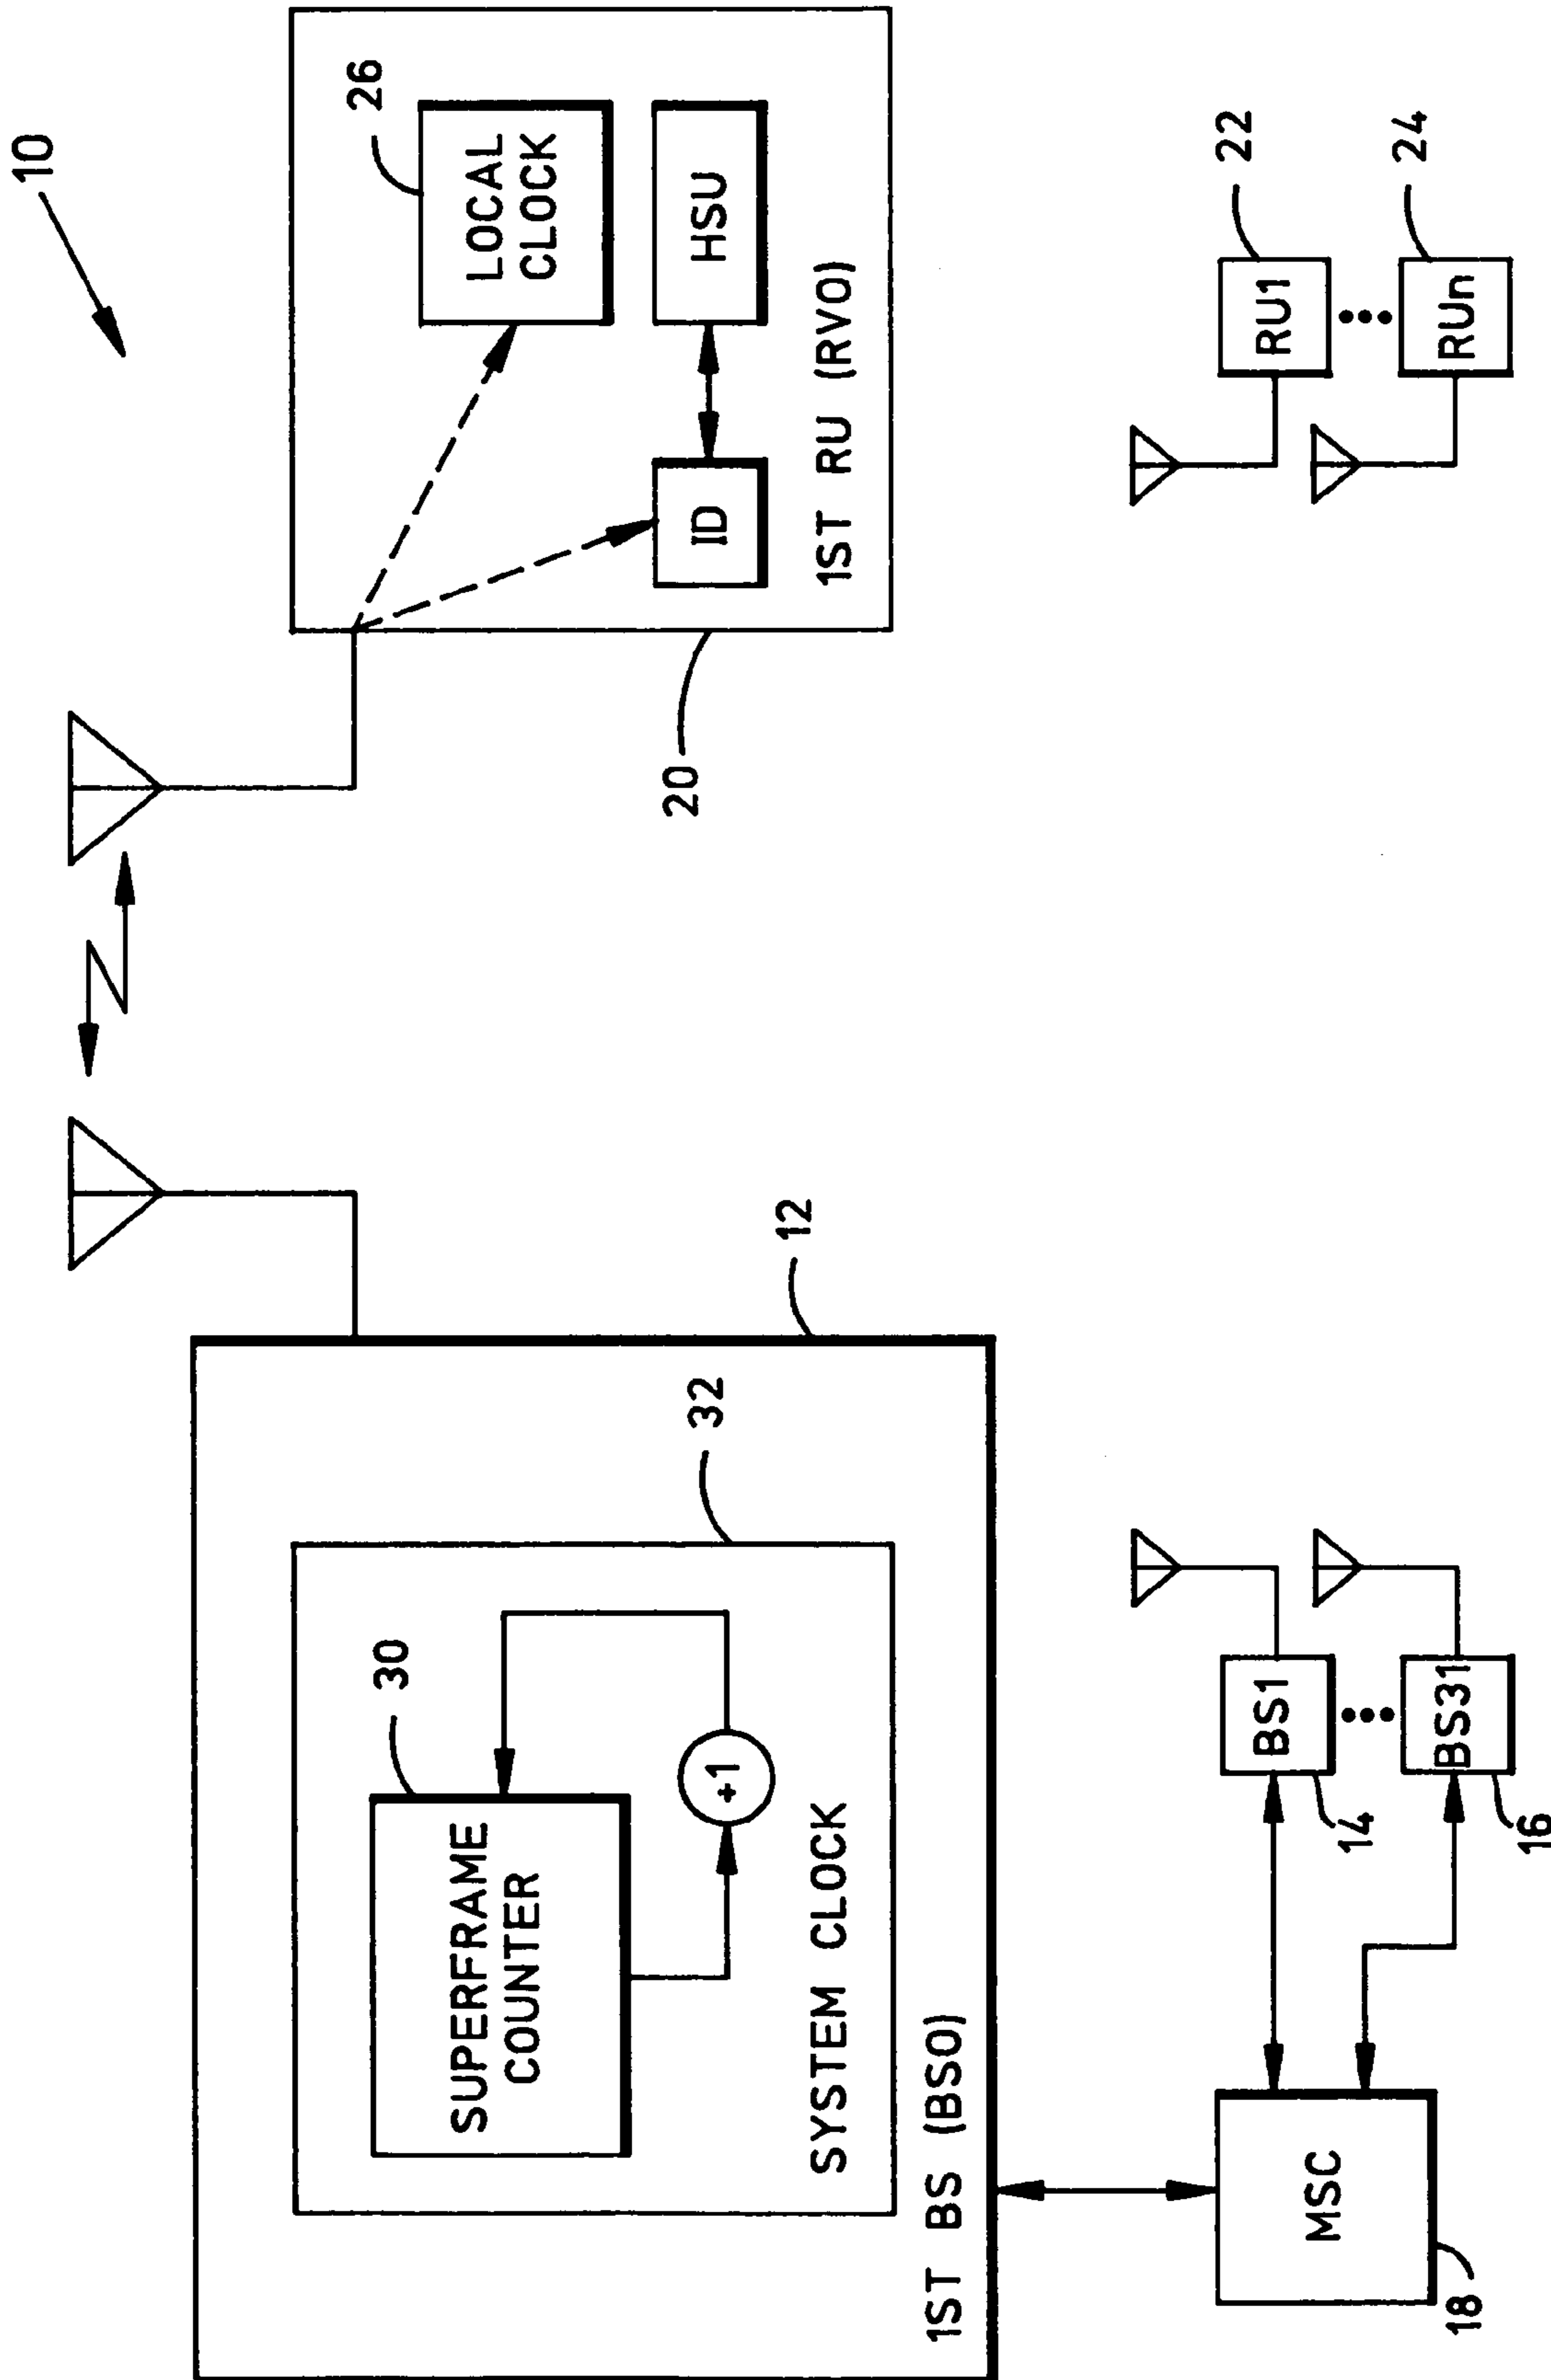 10
1ST BS (BS0)
12
SYSTEM CLOCK
32
SUPERFRAME
COUNTER
30
+1
MSC
18
BS1
14
BS31
16
1ST RU (RV0)
20
LOCAL
CLOCK
26
ID
HSU
RU1
22
RUn
24